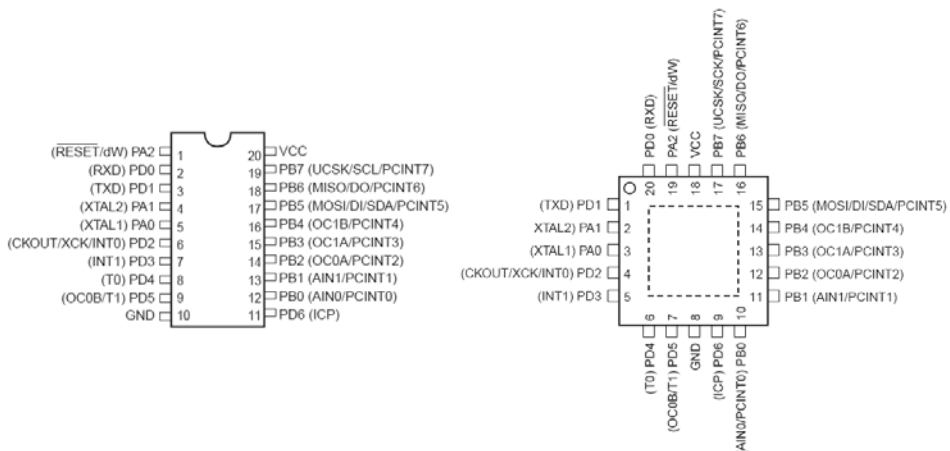 (RESET/dW) PA2 1
(RXD) PD0 2
(TXD) PD1 3
(XTAL2) PA1 4
(XTAL1) PA0 5
(CKOUT/XCK/INT0) PD2 6
(INT1) PD3 7
(T0) PD4 8
(OC0B/T1) PD5 9
GND 10
20 VCC
19 PB7 (UCSK/SCL/PCINT7)
18 PB6 (MISO/DO/PCINT6)
17 PB5 (MOSI/DI/SDA/PCINT5)
16 PB4 (OC1B/PCINT4)
15 PB3 (OC1A/PCINT3)
14 PB2 (OC0A/PCINT2)
13 PB1 (AIN1/PCINT1)
12 PB0 (AIN0/PCINT0)
11 PD6 (ICP)
PD0 (RXD)
PA2 (RESET/dW)
VCC
PB7 (UCSK/SCK/PCINT7)
PB6 (MISO/DO/PCINT6)
20 19 18 17 16
(TXD) PD1 1
XTAL2) PA1 2
(XTAL1) PA0 3
(CKOUT/XCK/INT0) PD2 4
(INT1) PD3 5
15 PB5 (MOSI/DI/SDA/PCINT5)
14 PB4 (OC1B/PCINT4)
13 PB3 (OC1A/PCINT3)
12 PB2 (OC0A/PCINT2)
11 PB1 (AIN1/PCINT1)
6 7 8 9 10
(T0) PD4
(OC0B/T1) PD5
GND
(ICP) PD6
AIN0/PCINT0) PB0